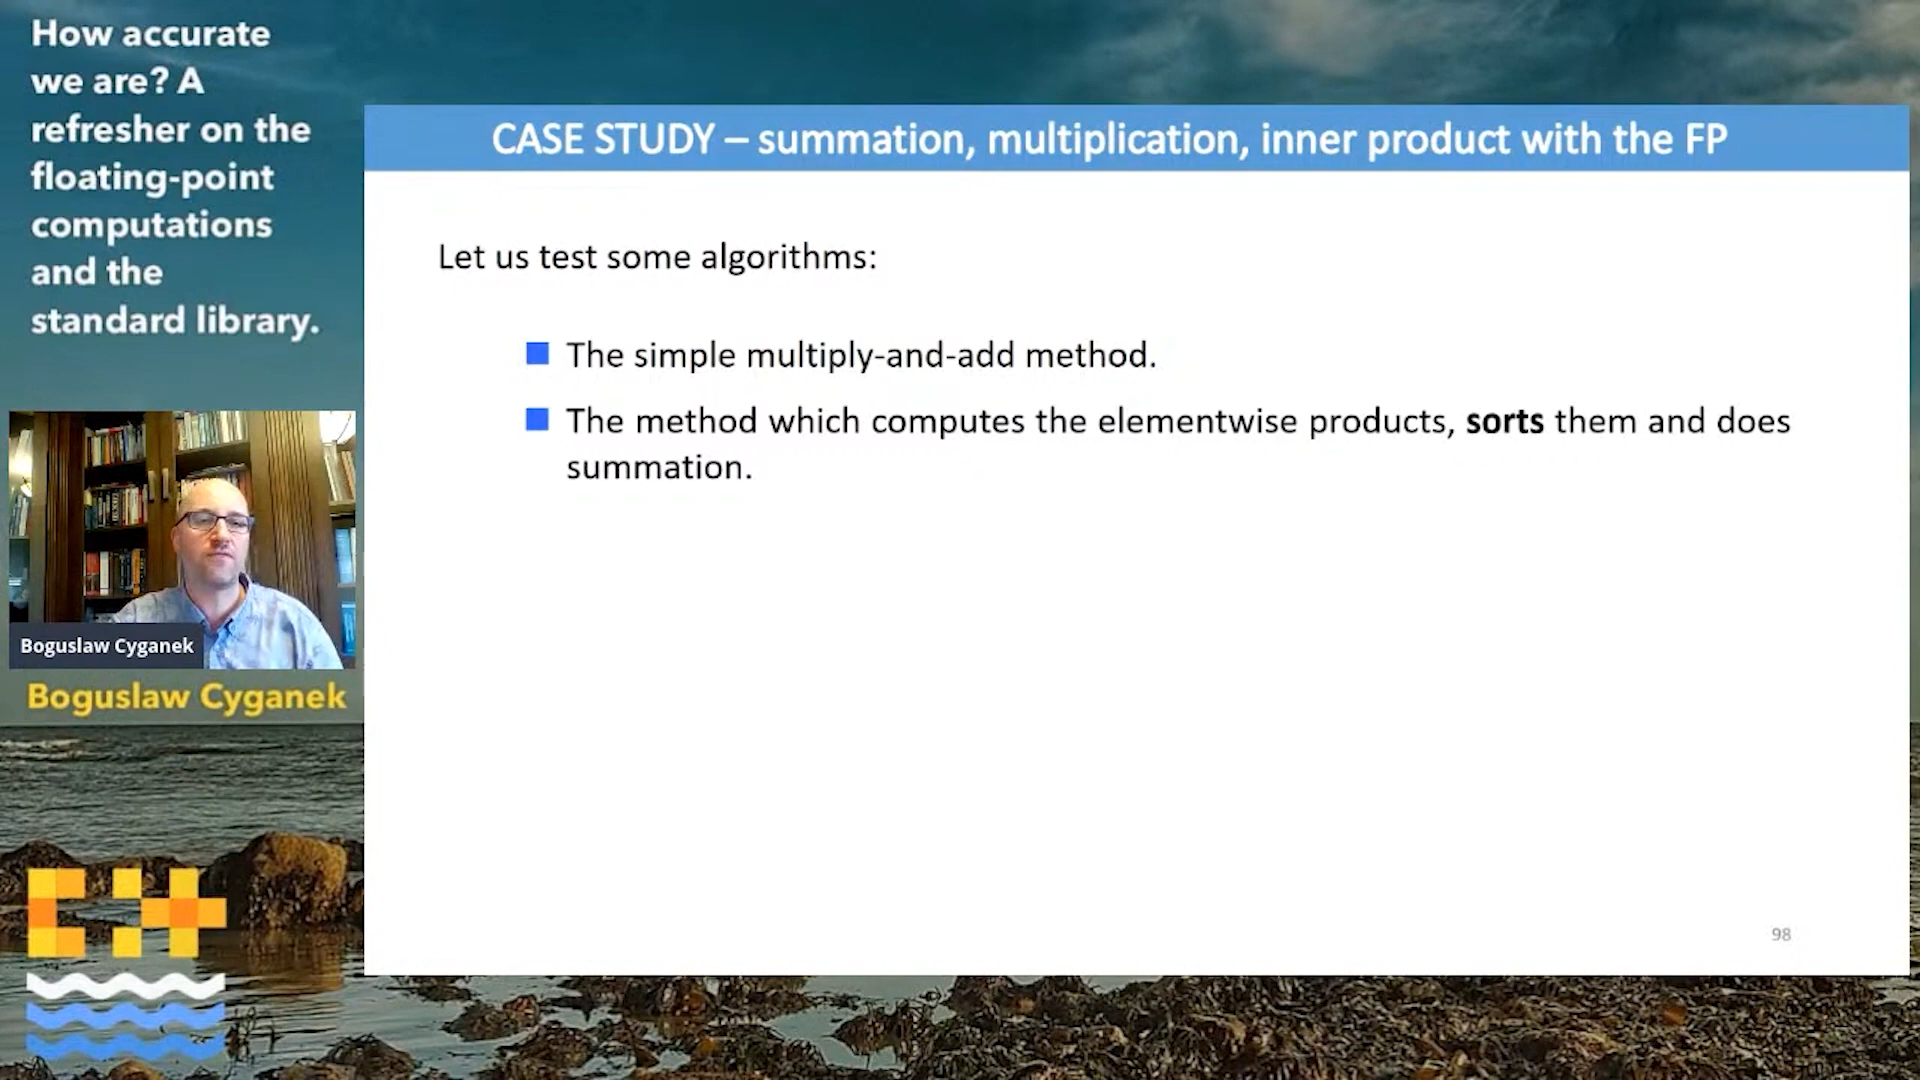 How accurate
we are? A
refresher on the
floating-point
computations
and the
standard library.
Boguslaw Cyganek
Boguslaw Cyganek
CASE STUDY – summation, multiplication, inner product with the FP
Let us test some algorithms:
The simple multiply-and-add method.
The method which computes the elementwise products, sorts them and does
summation.
98